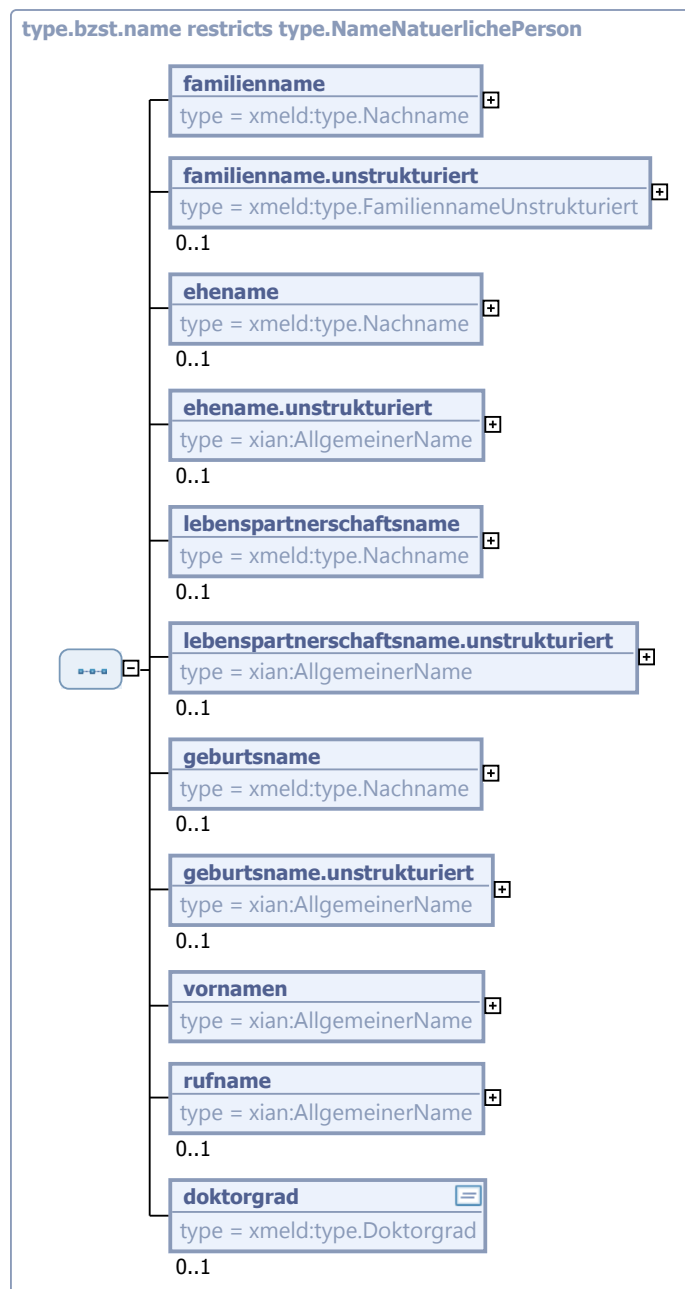 type.bzst.name restricts type.NameNatuerlichePerson
familienname
type = xmeld:type.Nachname
familienname.unstrukturiert
type = xmeld:type.FamiliennameUnstrukturiert
0..1
ehename
type = xmeld:type.Nachname
0..1
ehename.unstrukturiert
type = xian:AllgemeinerName
0..1
lebenspartnerschaftsname
type = xmeld:type.Nachname
0..1
lebenspartnerschaftsname.unstrukturiert
type = xian:AllgemeinerName
0..1
geburtsname
type = xmeld:type.Nachname
0..1
geburtsname.unstrukturiert
type = xian:AllgemeinerName
0..1
vornamen
type = xian:AllgemeinerName
rufname
type = xian:AllgemeinerName
0..1
doktorgrad
type = xmeld:type.Doktorgrad
0..1